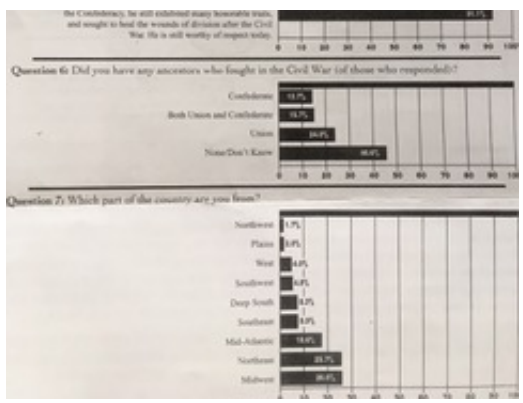 the Confederacy, he still exhibited many honorable traits,
and sought to heal the wounds of division after the Civil
War. He is still worthy of respect today.
0 10 20 30 40 50 60 70 80 90 100
Question 6: Did you have any ancestors who fought in the Civil War (of those who responded)?
Confederate
Both Union and Confederate
Union
None/Don't Know
0 10 20 30 40 50 60 70 80 90 100
Question 7: Which part of the country are you from?
Northwest 1.7%
Plains
West
Southwest
Deep South
Southeast
Mid-Atlantic
Northeast
Midwest